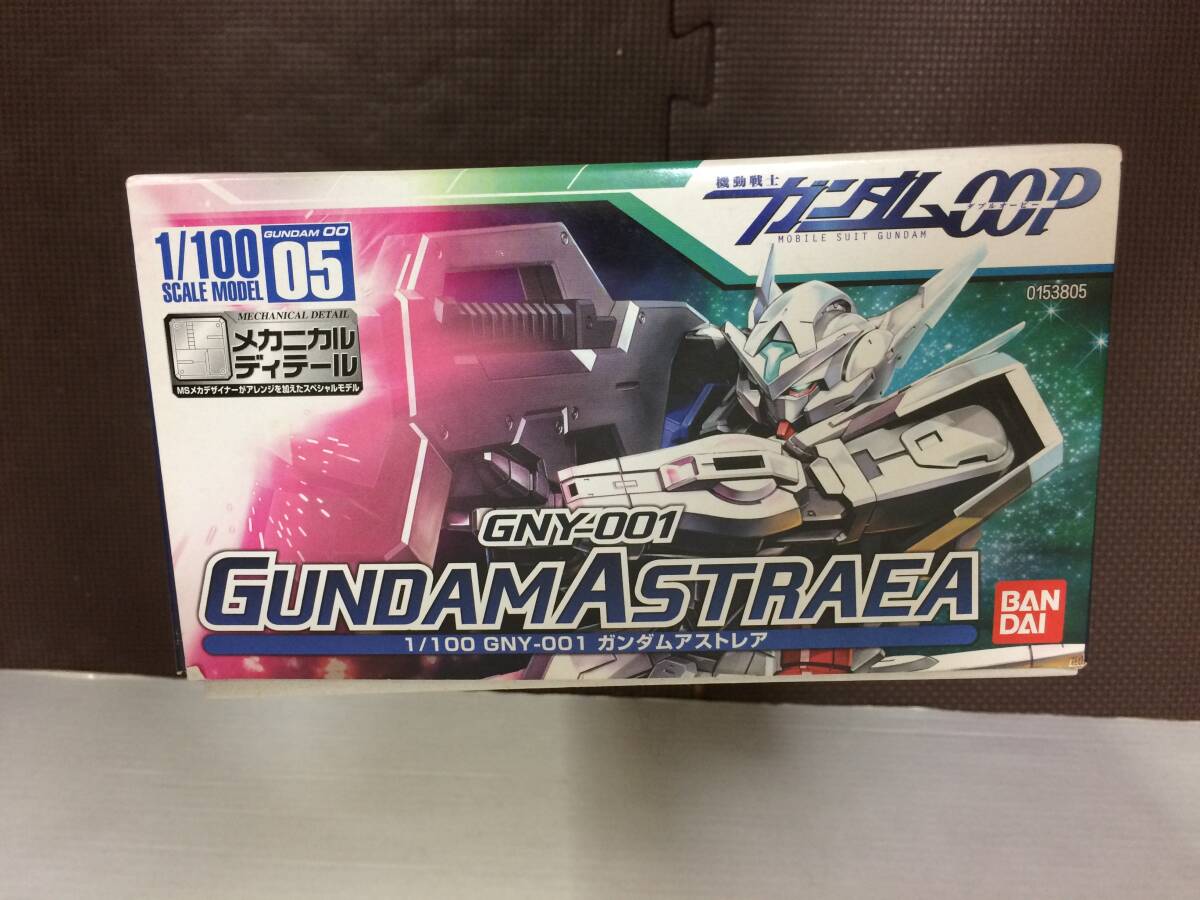 機動戦士
ガンダム00P
ダブルオーピー
MOBILE SUIT GUNDAM
0153805
1/100
SCALE MODEL
GUNDAM 00
05
MECHANICAL DETAIL
メカニカル
ディテール
MSメカデザイナーがアレンジを加えたスペシャルモデル
GNY-001
GUNDAM ASTRAEA
1/100 GNY-001 ガンダムアストレア
BAN
DAI